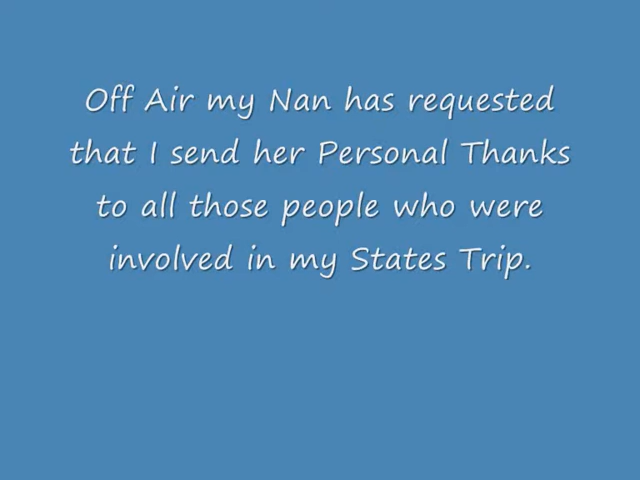 Off Air my Nan has requested
that I send her Personal Thanks
to all those people who were
involved in my States Trip.